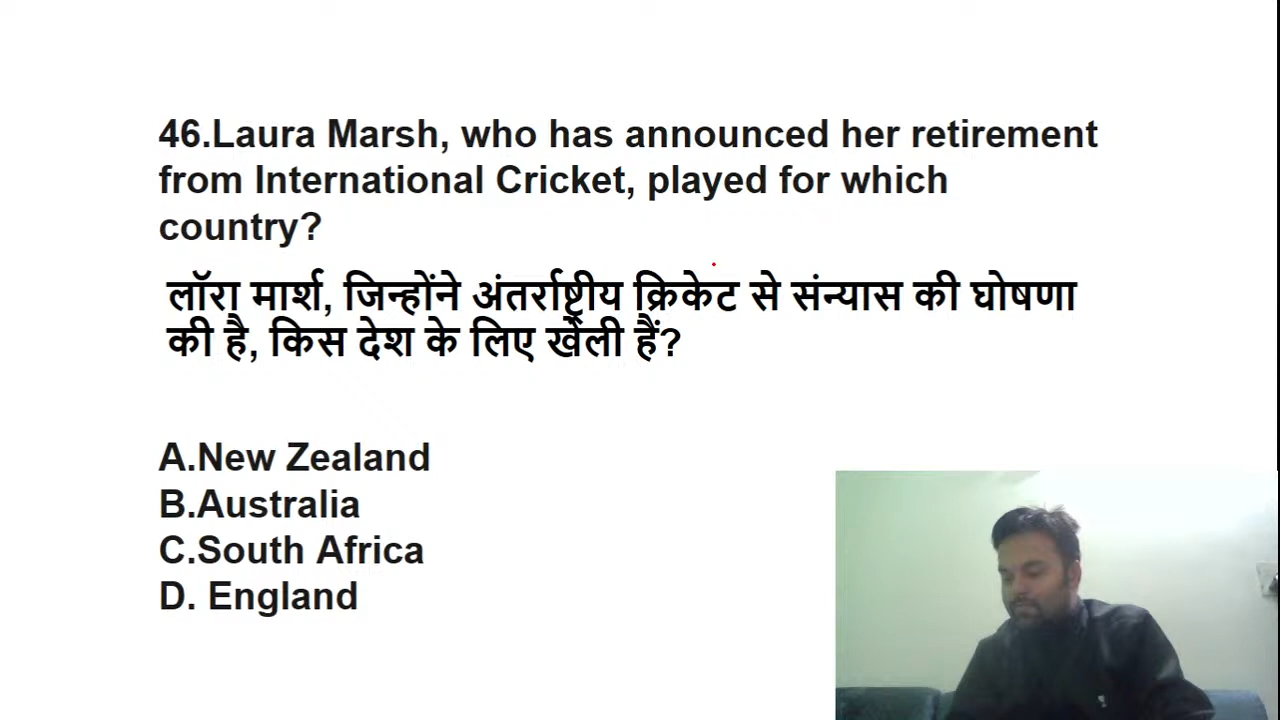 46.Laura Marsh, who has announced her retirement
from International Cricket, played for which
country?
लॉरा मार्श, जिन्होंने अंतर्राष्ट्रीय क्रिकेट से संन्यास की घोषणा
की है, किस देश के लिए खेली हैं?
A.New Zealand
B.Australia
C.South Africa
D. England